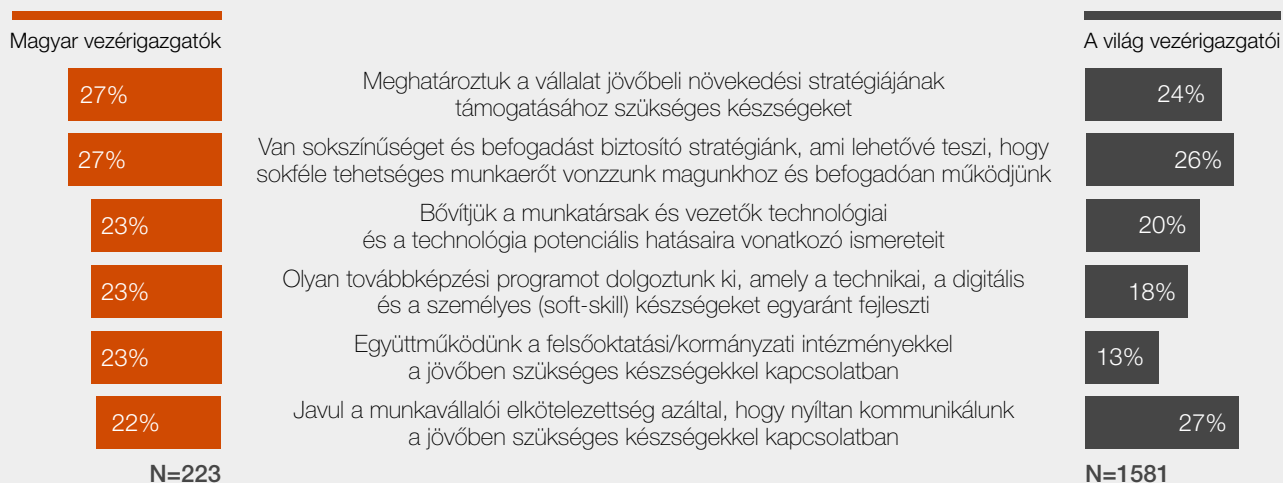 Magyar vezérigazgatók
A világ vezérigazgatói
27%
Meghatároztuk a vállalat jövőbeli növekedési stratégiájának
támogatásához szükséges készségeket
24%
27%
Van sokszínűséget és befogadást biztosító stratégiánk, ami lehetővé teszi, hogy
sokféle tehetséges munkaerőt vonzzunk magunkhoz és befogadóan működjünk
26%
23%
Bővítjük a munkatársak és vezetők technológiai
és a technológia potenciális hatásaira vonatkozó ismereteit
20%
23%
Olyan továbbképzési programot dolgoztunk ki, amely a technikai, a digitális
és a személyes (soft-skill) készségeket egyaránt fejleszti
18%
23%
Együttműködünk a felsőoktatási/kormányzati intézményekkel
a jövőben szükséges készségekkel kapcsolatban
13%
22%
Javul a munkavállalói elkötelezettség azáltal, hogy nyíltan kommunikálunk
a jövőben szükséges készségekkel kapcsolatban
27%
N=223
N=1581